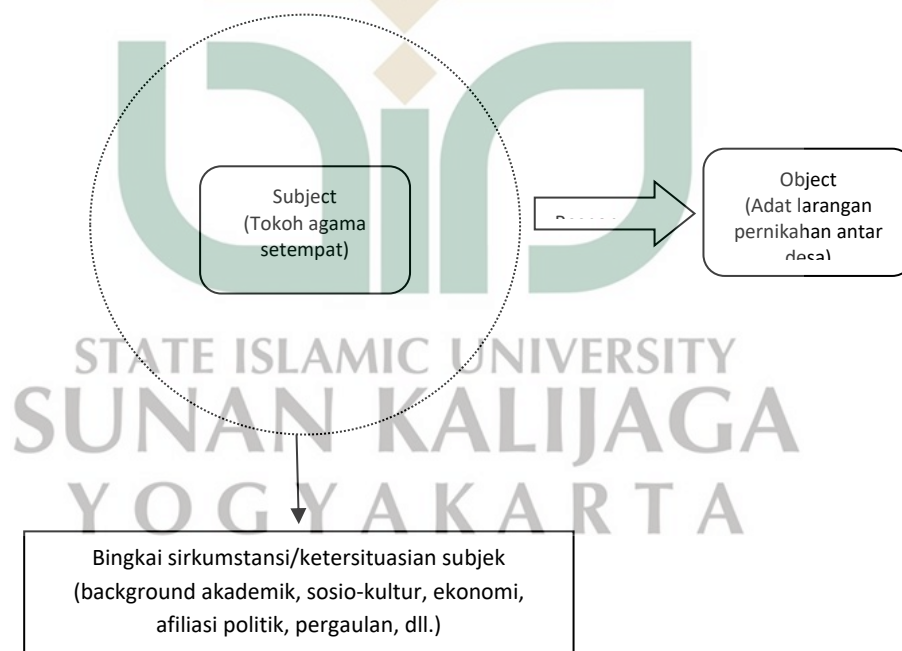 Subject
(Tokoh agama
setempat)
Object
(Adat larangan
pernikahan antar
desa)
STATE ISLAMIC UNIVERSITY
SUNAN KALIJAGA
YOGYAKARTA
Bingkai sirkumstansi/ketersituasian subjek
(background akademik, sosio-kultur, ekonomi,
afiliasi politik, pergaulan, dll.)